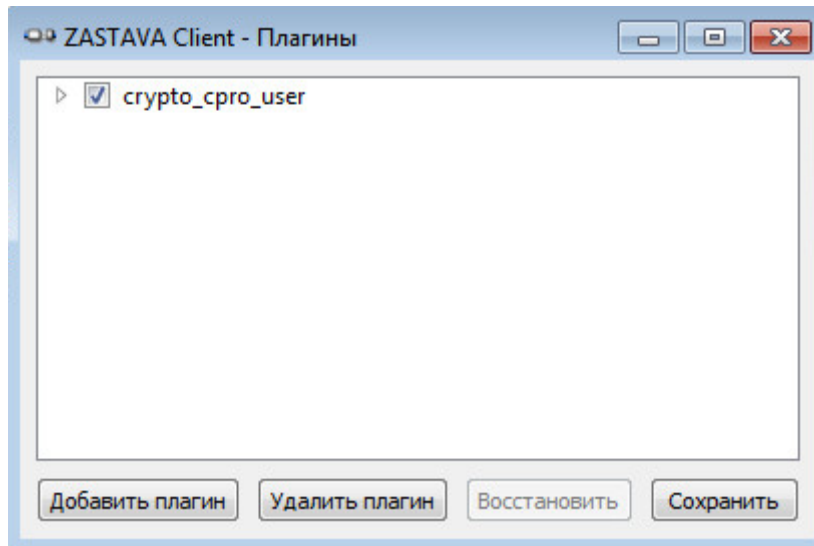 ZASTAVA Client - Плагины
crypto_cpro_user
Добавить плагин Удалить плагин Восстановить Сохранить